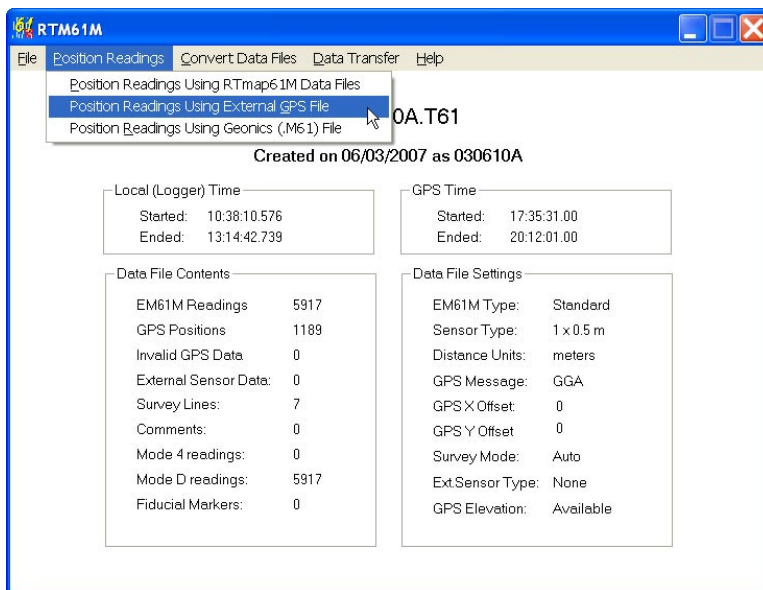 RTM61M
File Position Readings Convert Data Files Data Transfer Help
Position Readings Using RTmap61M Data Files
Position Readings Using External GPS File
Position Readings Using Geonics (.M61) File
0A.T61
Created on 06/03/2007 as 030610A
Local (Logger) Time
Started: 10:38:10.576
Ended: 13:14:42.739
GPS Time
Started: 17:35:31.00
Ended: 20:12:01.00
Data File Contents
EM61M Readings 5917
GPS Positions 1189
Invalid GPS Data 0
External Sensor Data: 0
Survey Lines: 7
Comments: 0
Mode 4 readings: 0
Mode D readings: 5917
Fiducial Markers: 0
Data File Settings
EM61M Type: Standard
Sensor Type: 1 x 0.5 m
Distance Units: meters
GPS Message: GGA
GPS X Offset: 0
GPS Y Offset 0
Survey Mode: Auto
Ext.Sensor Type: None
GPS Elevation: Available